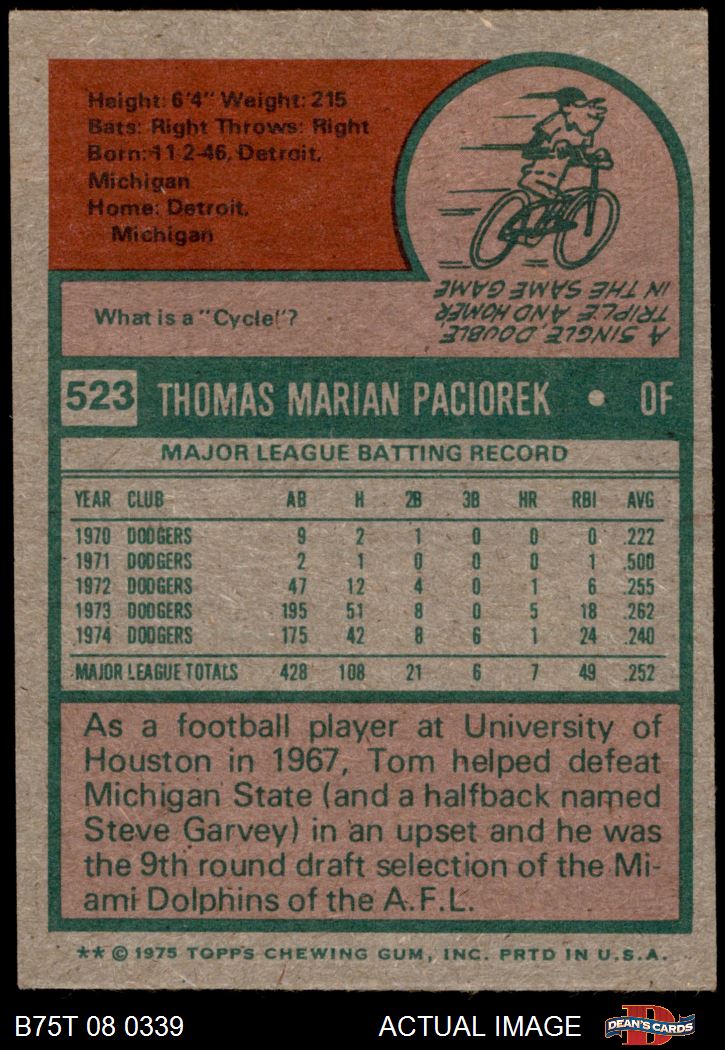 Height: 6'4" Weight: 215
Bats: Right Throws: Right
Born: 11-2-46, Detroit,
Michigan
Home: Detroit,
Michigan
What is a "Cycle"?
A SINGLE, DOUBLE,
TRIPLE AND HOMER
IN THE SAME GAME
523 THOMAS MARIAN PACIOREK • OF
MAJOR LEAGUE BATTING RECORD
YEAR CLUB AB H 2B 3B HR RBI AVG
1970 DODGERS 9 2 1 0 0 0 .222
1971 DODGERS 2 1 0 0 0 1 .500
1972 DODGERS 47 12 4 0 1 6 .255
1973 DODGERS 195 51 8 0 5 18 .262
1974 DODGERS 175 42 8 6 1 24 .240
MAJOR LEAGUE TOTALS 428 108 21 6 7 49 .252
As a football player at University of
Houston in 1967, Tom helped defeat
Michigan State (and a halfback named
Steve Garvey) in an upset and he was
the 9th round draft selection of the Mi-
ami Dolphins of the A.F.L.
** © 1975 TOPPS CHEWING GUM, INC. PRTD IN U.S.A.
B75T 08 0339 ACTUAL IMAGE D DEAN'S CARDS